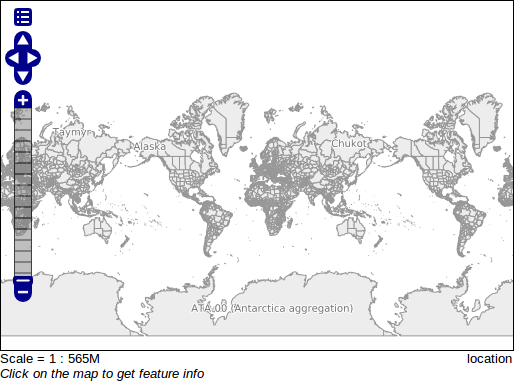 Taymyr
Alaska
Chukot
ATA.00 (Antarctica aggregation)
Scale = 1 : 565M
location
Click on the map to get feature info